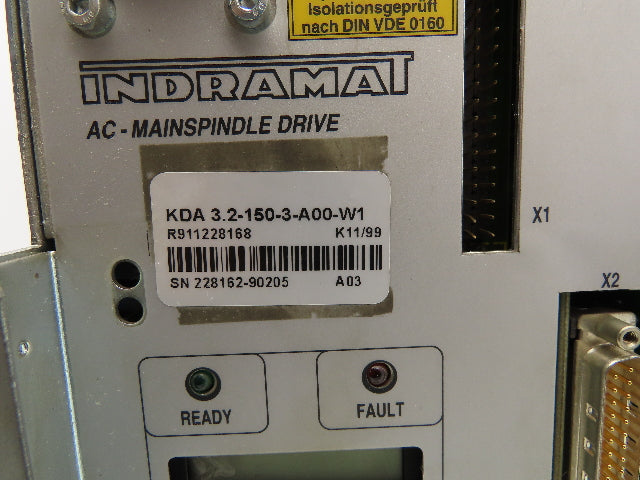 Isolationsgeprüft
nach DIN VDE 0160
INDRAMAT
AC - MAINSPINDLE DRIVE
KDA 3.2-150-3-A00-W1
R911228168 K11/99
SN 228162-90205 A03
X1
X2
READY
FAULT